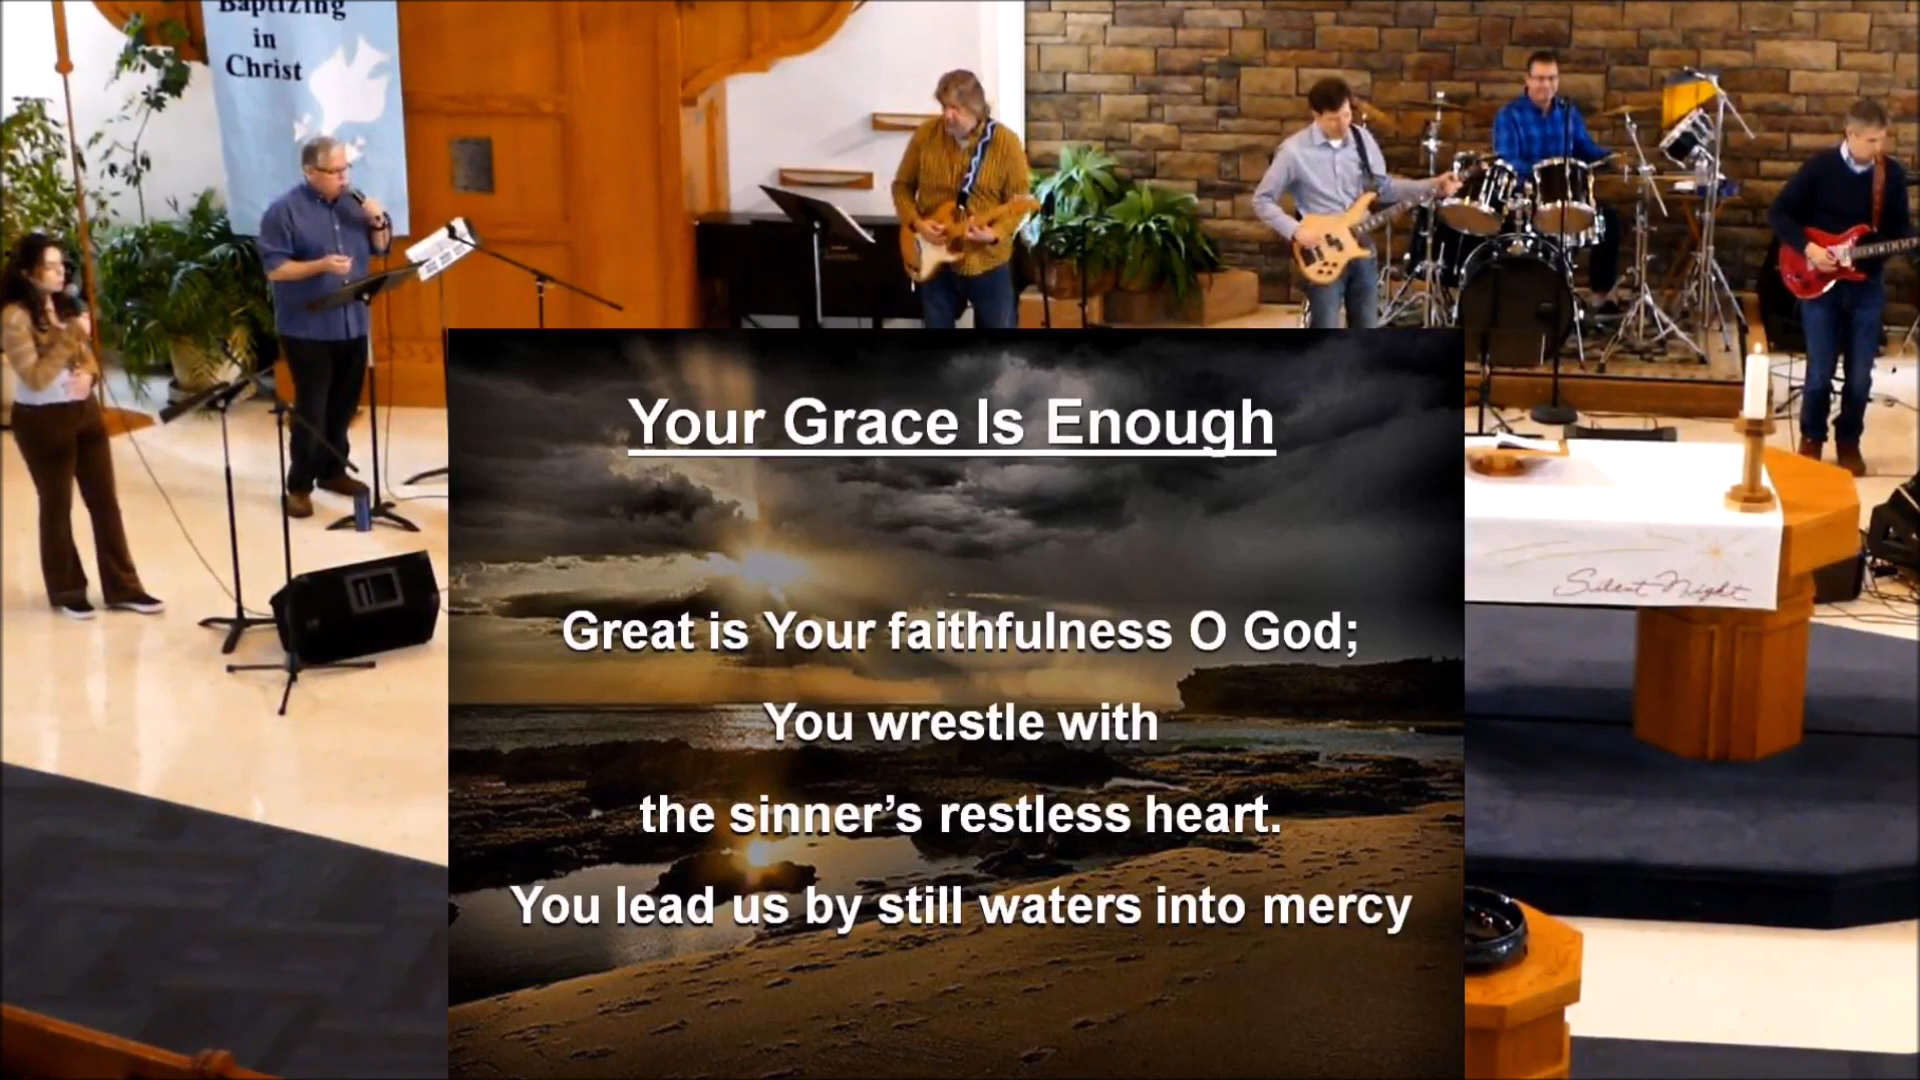 Baptizing
in
Christ
Your Grace Is Enough
Great is Your faithfulness O God;
You wrestle with
the sinner’s restless heart.
You lead us by still waters into mercy
Silent Night